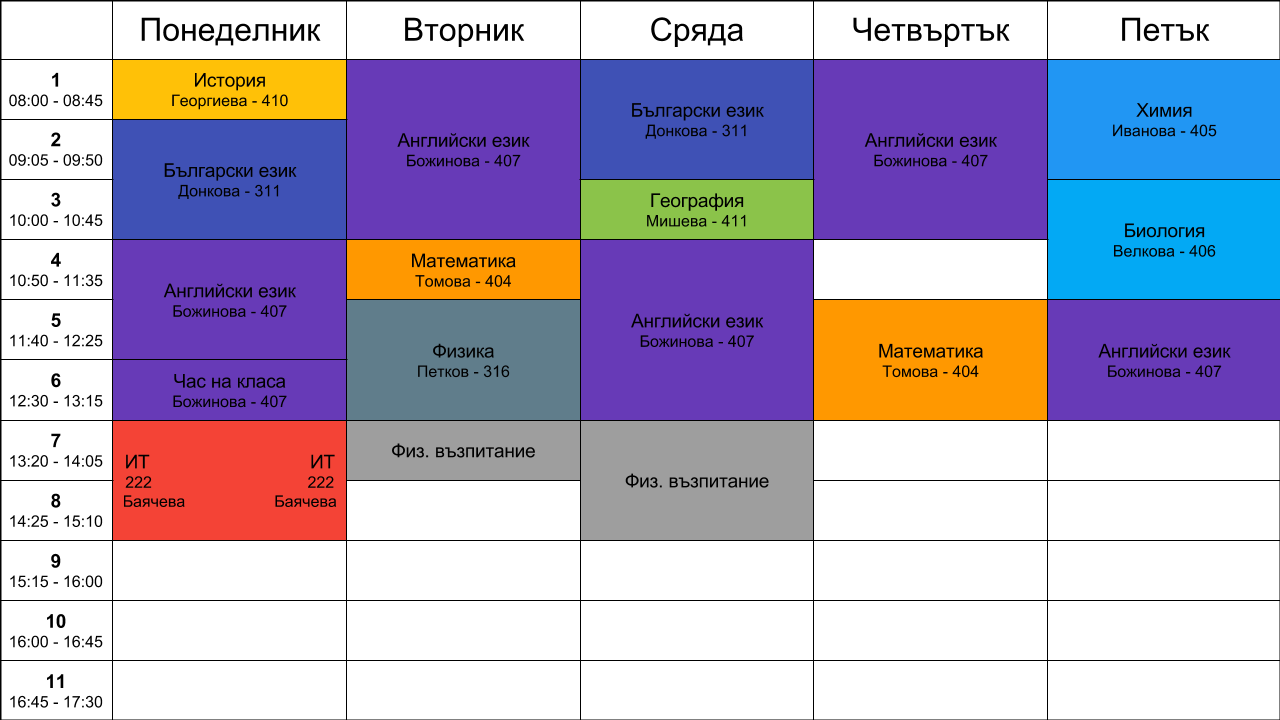 Понеделник Вторник Сряда Четвъртък Петък
1
08:00 - 08:45
История
Георгиева - 410
Английски език
Божинова - 407
Български език
Донкова - 311
Английски език
Божинова - 407
Химия
Иванова - 405
2
09:05 - 09:50
Български език
Донкова - 311
3
10:00 - 10:45
География
Мишева - 411
Биология
Велкова - 406
4
10:50 - 11:35
Английски език
Божинова - 407
Математика
Томова - 404
Английски език
Божинова - 407
5
11:40 - 12:25
Физика
Петков - 316
Математика
Томова - 404
Английски език
Божинова - 407
6
12:30 - 13:15
Час на класа
Божинова - 407
7
13:20 - 14:05
ИТ ИТ
222 222
Баячева Баячева
Физ. възпитание
Физ. възпитание
8
14:25 - 15:10
9
15:15 - 16:00
10
16:00 - 16:45
11
16:45 - 17:30